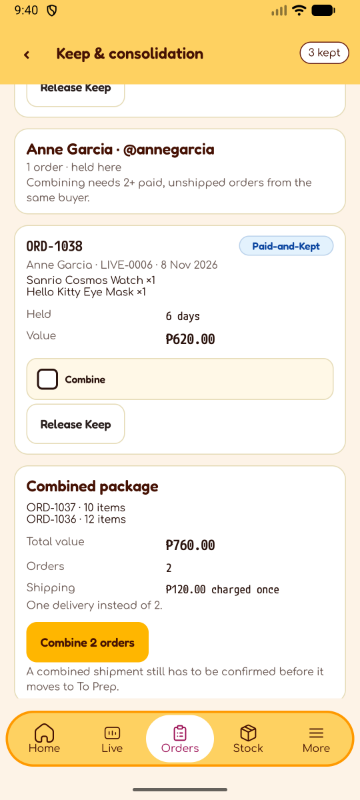 9:40
Keep & consolidation
3 kept
Release Keep
Anne Garcia · @annegarcia
1 order · held here
Combining needs 2+ paid, unshipped orders from the
same buyer.
ORD-1038
Paid-and-Kept
Anne Garcia · LIVE-0006 · 8 Nov 2026
Sanrio Cosmos Watch ×1
Hello Kitty Eye Mask ×1
Held 6 days
Value ₱620.00
Combine
Release Keep
Combined package
ORD-1037 · 10 items
ORD-1036 · 12 items
Total value ₱760.00
Orders 2
Shipping ₱120.00 charged once
One delivery instead of 2.
Combine 2 orders
A combined shipment still has to be confirmed before it
moves to To Prep.
Home Live Orders Stock More